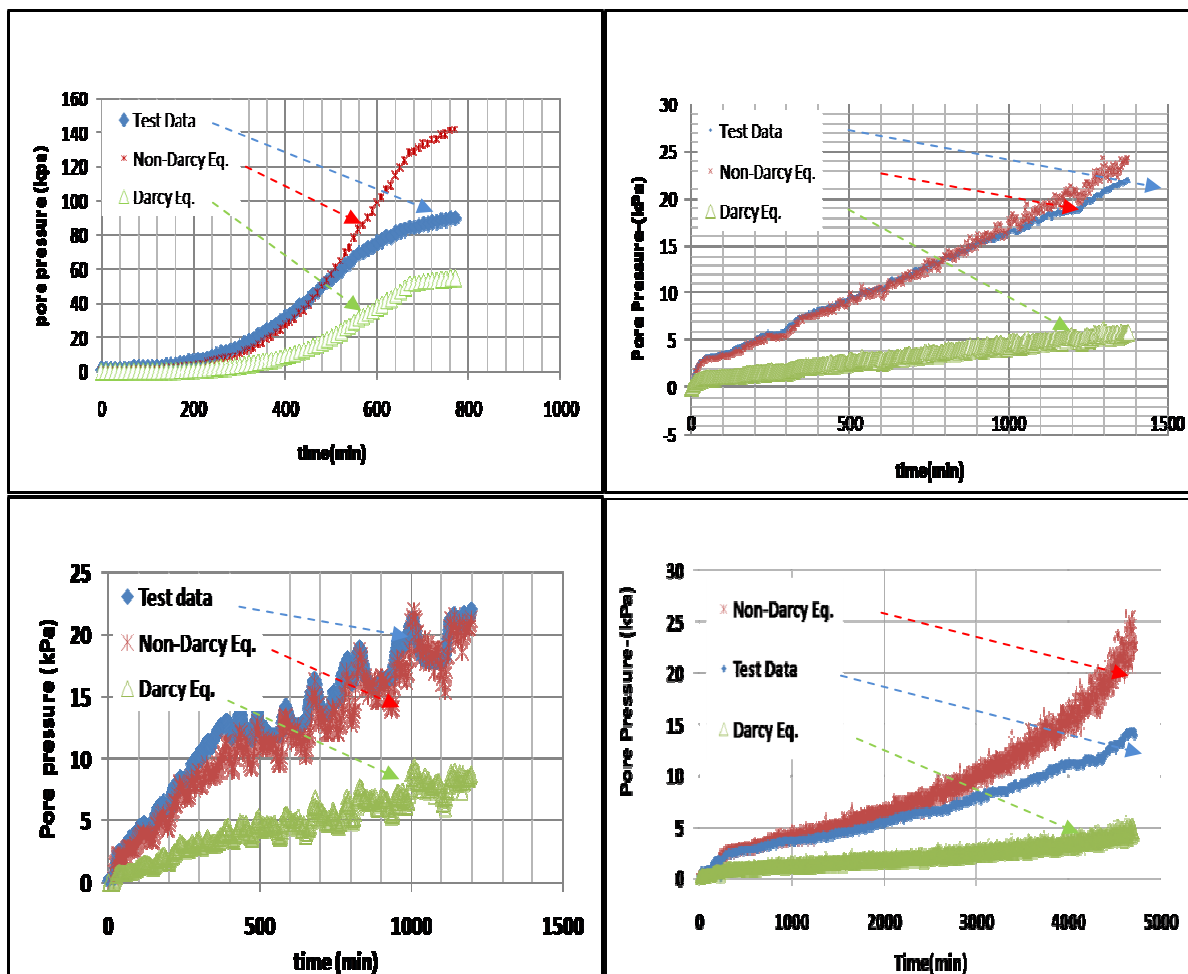 160
140
120
100
80
60
40
20
0
pore pressure (kpa)
Test Data
Non-Darcy Eq.
Darcy Eq.
0 200 400 600 800 1000
time(min)
30
25
20
15
10
5
0
-5
Pore Pressure-(kPa)
Test Data
Non-Darcy Eq.
Darcy Eq.
0 500 1000 1500
time(min)
25
20
15
10
5
0
Pore pressure (kPa)
Test data
Non-Darcy Eq.
Darcy Eq.
0 500 1000 1500
time (min)
30
25
20
15
10
5
0
Pore Pressure-(kPa)
Non-Darcy Eq.
Test Data
Darcy Eq.
0 1000 2000 3000 4000 5000
Time(min)